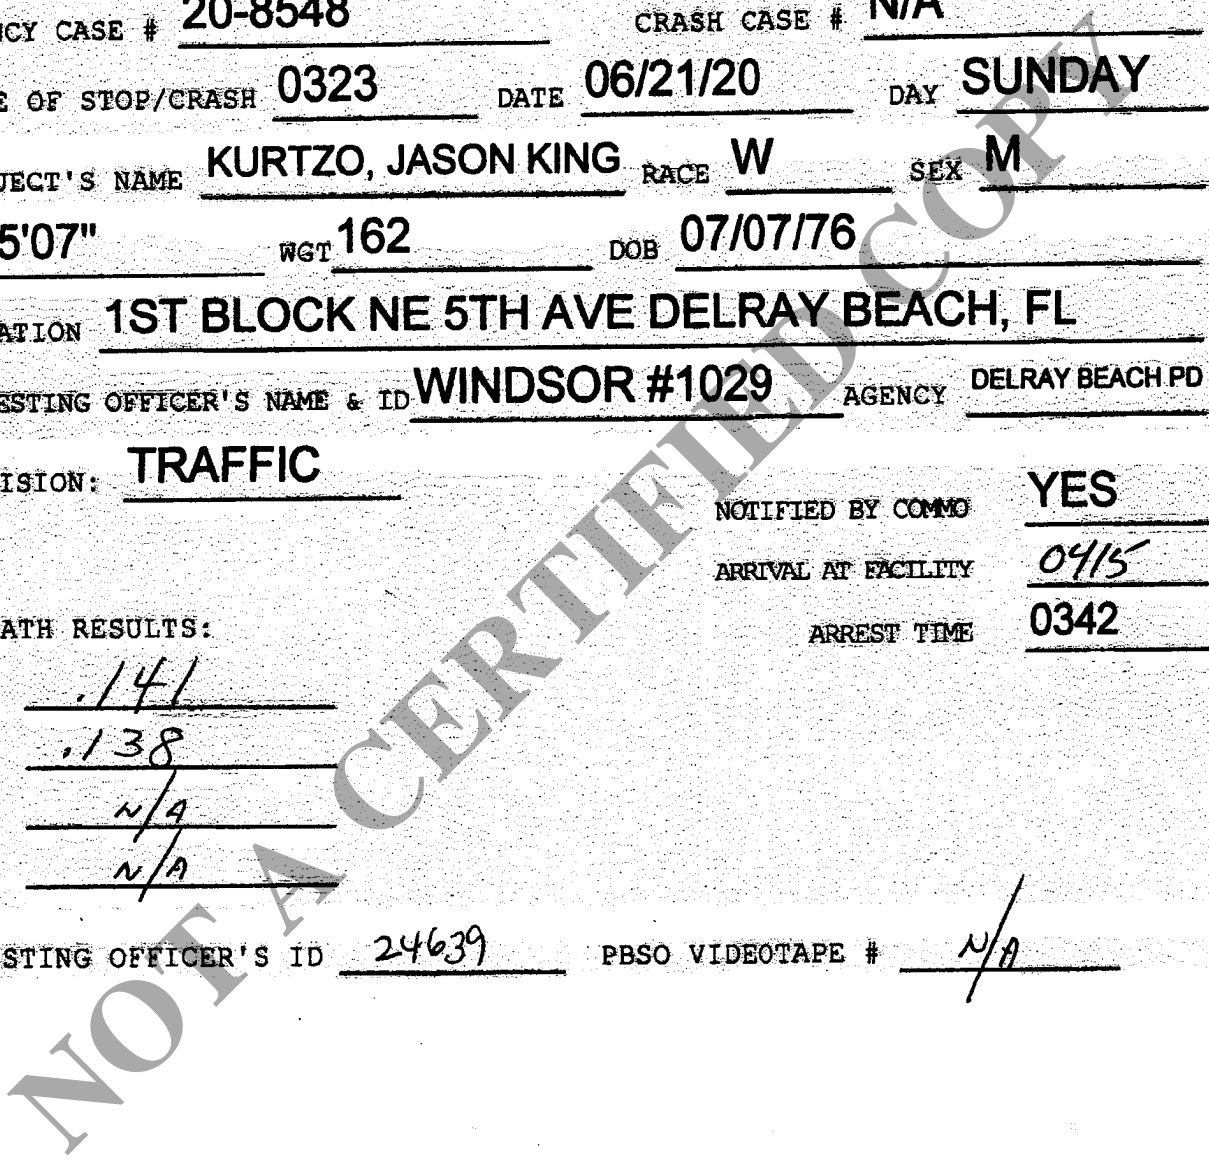 NCY CASE # 20-8548 CRASH CASE # N/A
E OF STOP/CRASH 0323 DATE 06/21/20 DAY SUNDAY
JECT'S NAME KURTZO, JASON KING RACE W SEX M
5'07" WGT 162 DOB 07/07/76
ATION 1ST BLOCK NE 5TH AVE DELRAY BEACH, FL
ESTING OFFICER'S NAME & ID WINDSOR #1029 AGENCY DELRAY BEACH PD
ISION: TRAFFIC
NOTIFIED BY COMMO YES
ARRIVAL AT FACILITY 0415
ARREST TIME 0342
ATH RESULTS:
.141
.138
N/A
N/A
STING OFFICER'S ID 24639 PBSO VIDEOTAPE # N/A
NOT A CERTIFIED COPY